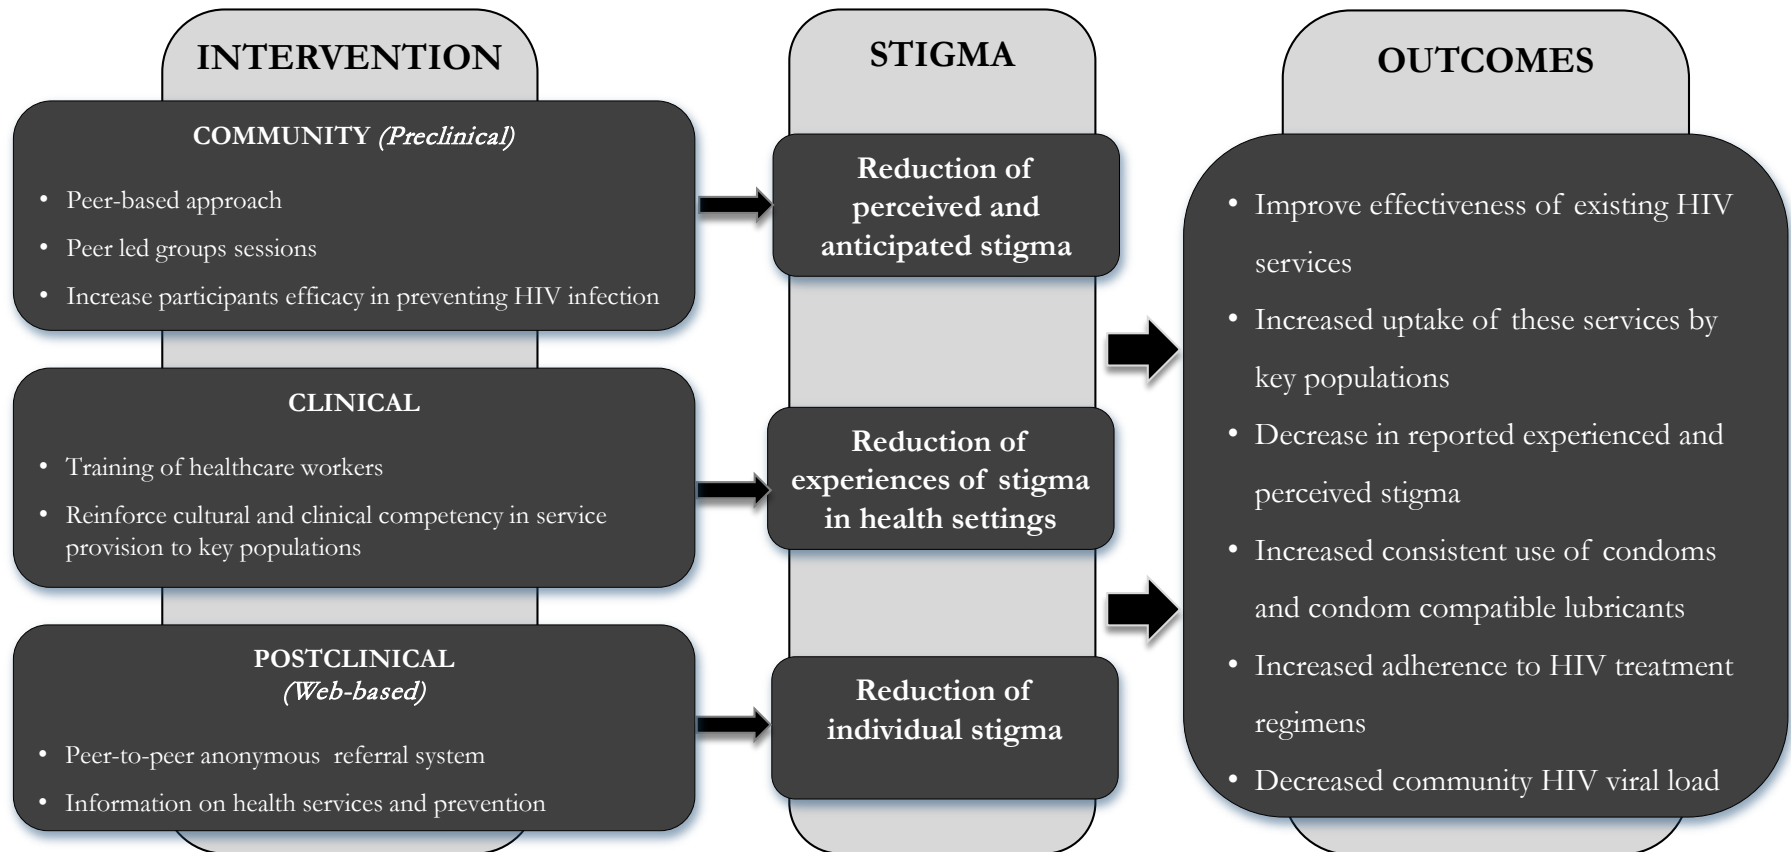 INTERVENTION
COMMUNITY (Preclinical)
• Peer-based approach
• Peer led groups sessions
• Increase participants efficacy in preventing HIV infection
CLINICAL
• Training of healthcare workers
• Reinforce cultural and clinical competency in service
provision to key populations
POSTCLINICAL
(Web-based)
• Peer-to-peer anonymous referral system
• Information on health services and prevention
STIGMA
Reduction of
perceived and
anticipated stigma
Reduction of
experiences of stigma
in health settings
Reduction of
individual stigma
OUTCOMES
• Improve effectiveness of existing HIV
services
• Increased uptake of these services by
key populations
• Decrease in reported experienced and
perceived stigma
• Increased consistent use of condoms
and condom compatible lubricants
• Increased adherence to HIV treatment
regimens
• Decreased community HIV viral load